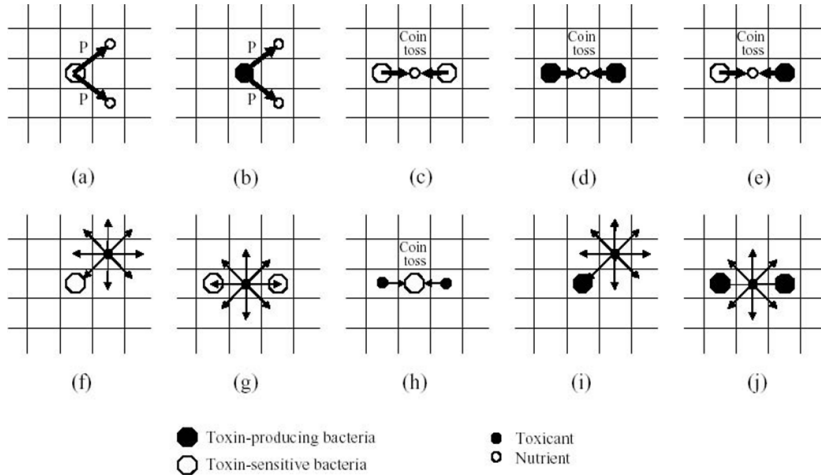 p
p
(a)
p
p
(b)
Coin
toss
(c)
Coin
toss
(d)
Coin
toss
(e)
(f)
(g)
Coin
toss
(h)
(i)
(j)
Toxin-producing bacteria
Toxin-sensitive bacteria
Toxicant
Nutrient